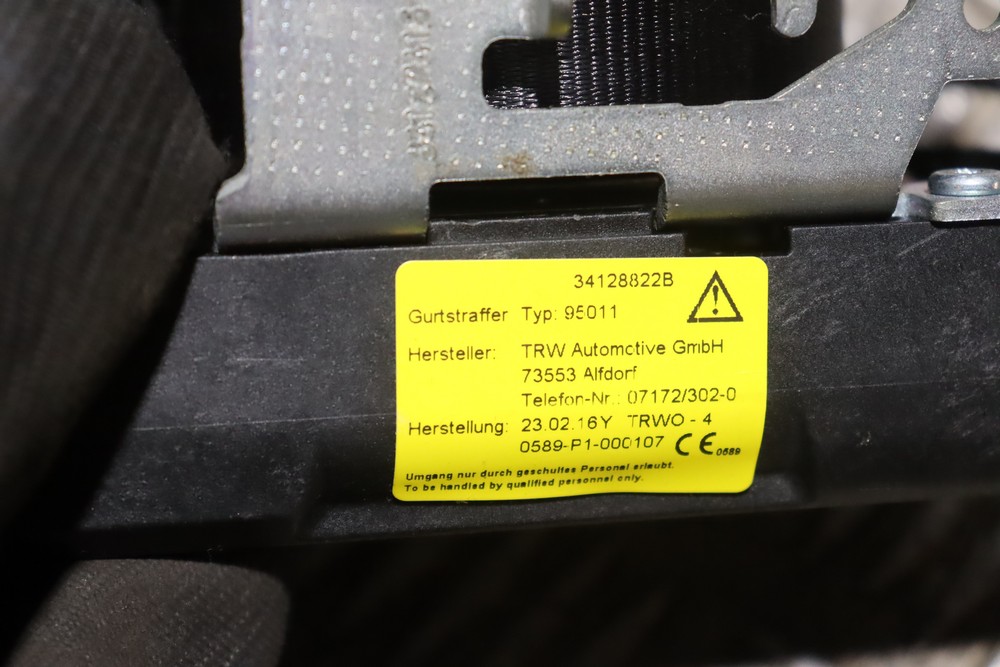 34128822B
Gurtstraffer Typ: 95011
Hersteller: TRW Automotive GmbH
73553 Alfdorf
Telefon-Nr.: 07172/302-0
Herstellung: 23.02.16Y TRWO - 4
0589-P1-000107 CE 0589
Umgang nur durch geschultes Personal erlaubt.
To be handled by qualified personnel only.